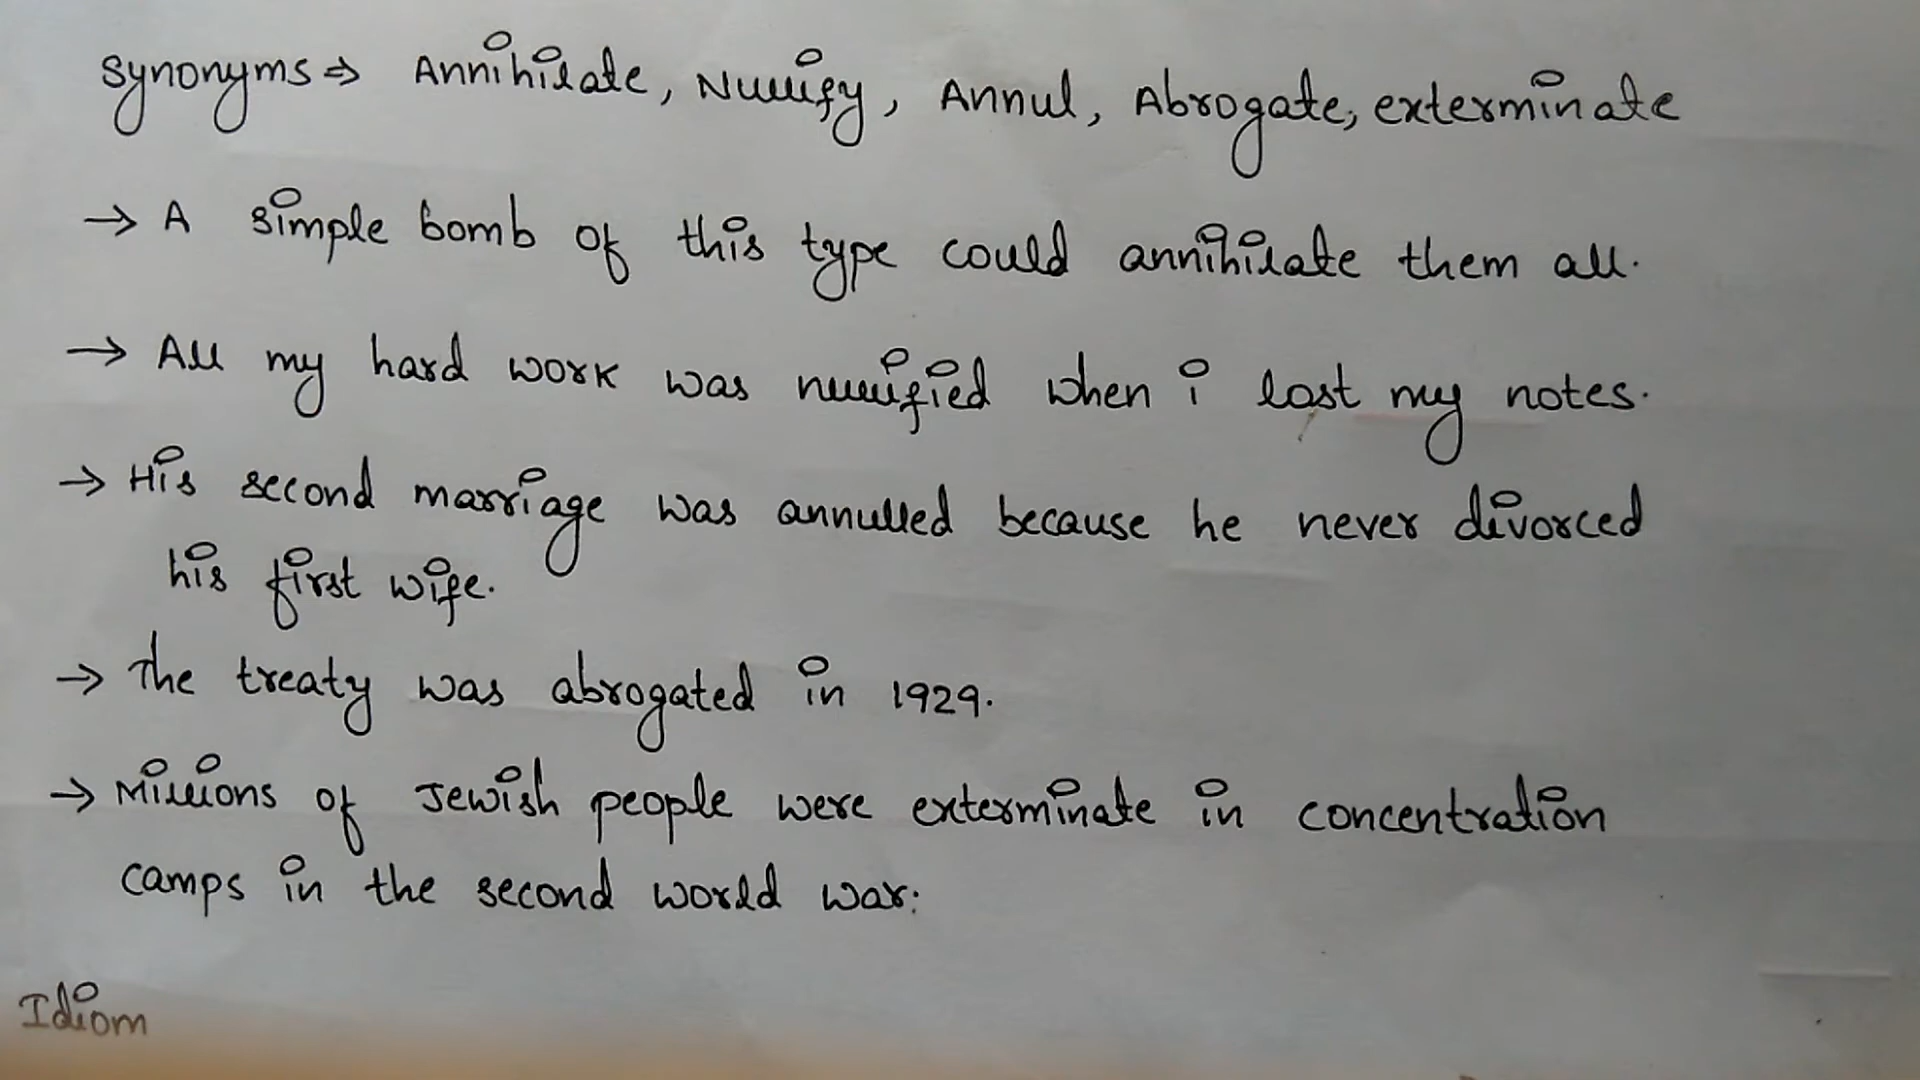 Synonyms ⇒ Annihilate, Nullify, Annul, Abrogate, exterminate
→ A simple bomb of this type could annihilate them all.
→ All my hard work was nullified when i lost my notes.
→ His second marriage was annulled because he never divorced
his first wife.
→ The treaty was abrogated in 1929.
→ Millions of Jewish people were exterminate in concentration
camps in the second world war.
Idiom